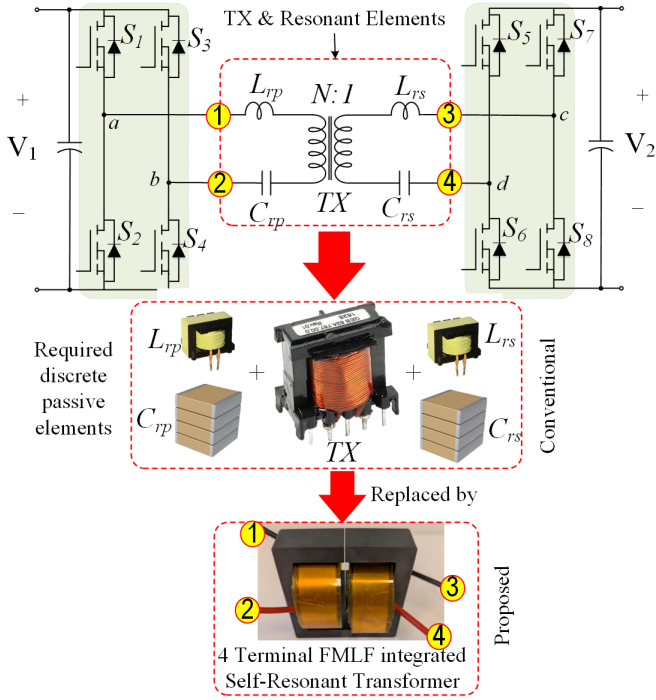 TX & Resonant Elements
S1
S3
S5
S7
Lrp
N:1
Lrs
1
3
+
+
a
c
V1
V2
b
d
2
4
−
−
Crp
TX
Crs
S2
S4
S6
S8
Required
discrete
passive
elements
Lrp
Lrs
+
+
Crp
Crs
TX
Conventional
Replaced by
1
3
2
4
Proposed
4 Terminal FMLF integrated
Self-Resonant Transformer